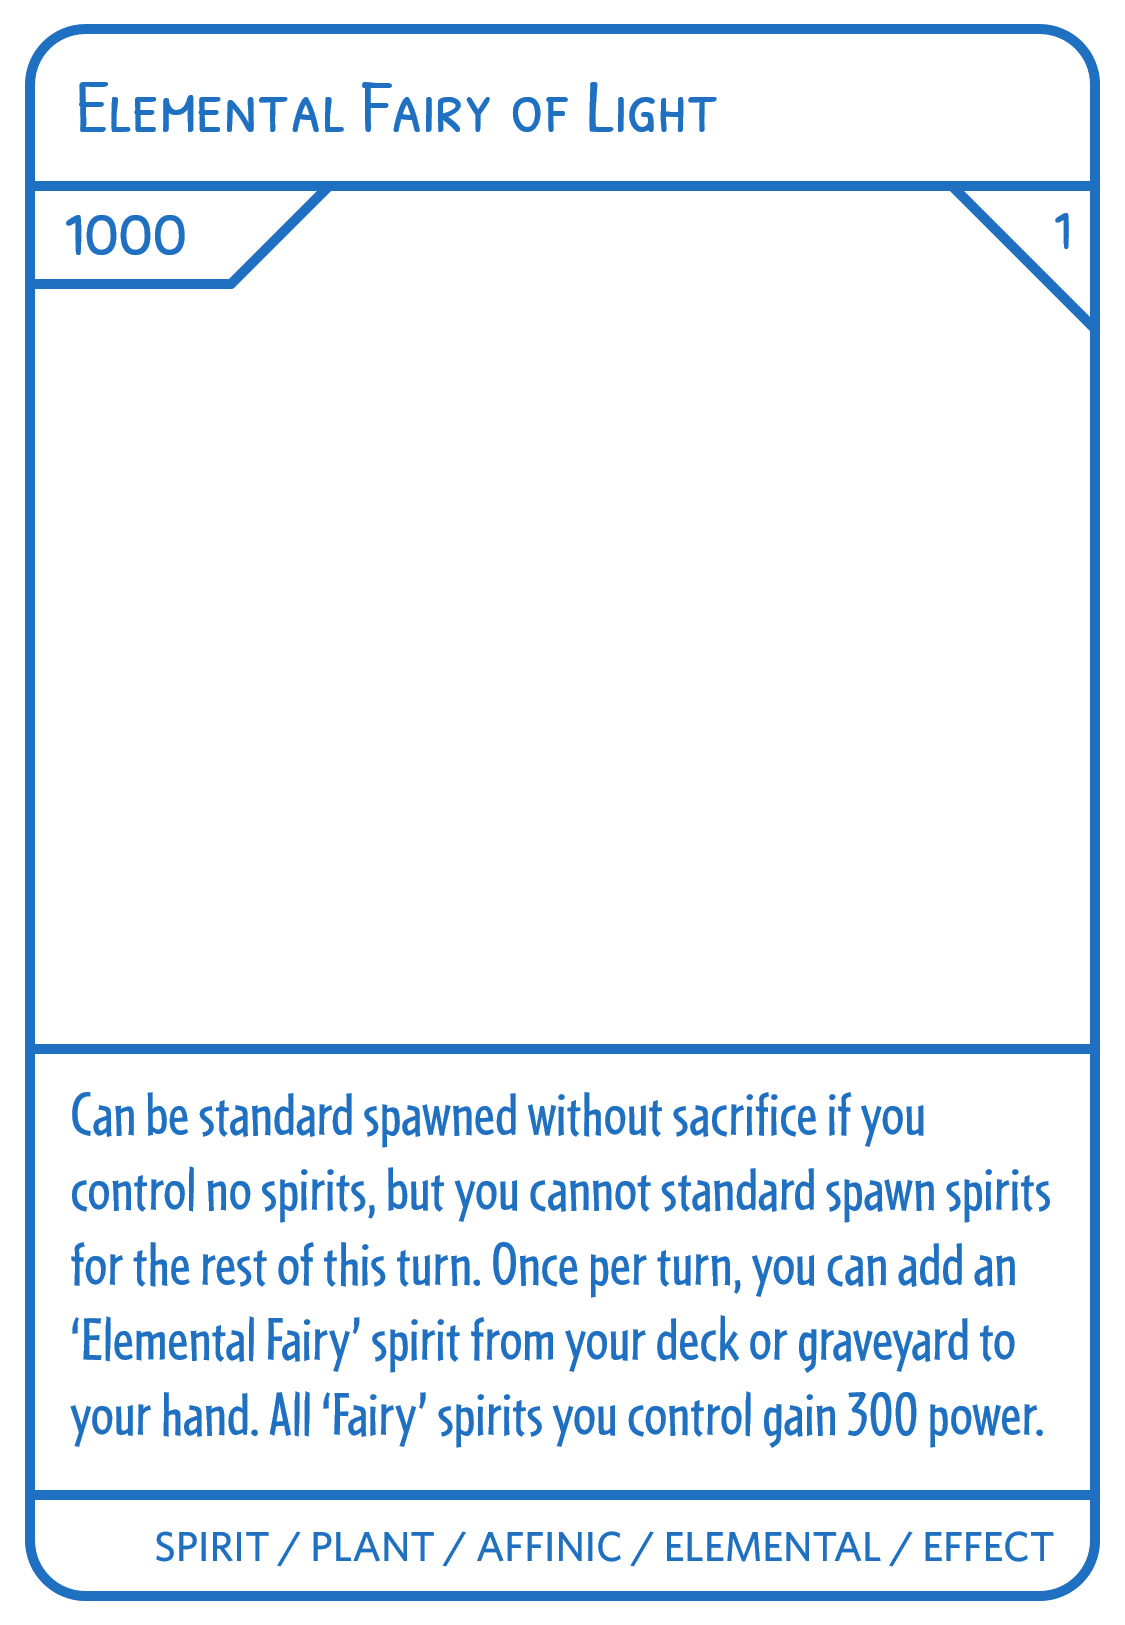 Elemental Fairy of Light
1000
1
Can be standard spawned without sacrifice if you
control no spirits, but you cannot standard spawn spirits
for the rest of this turn. Once per turn, you can add an
‘Elemental Fairy’ spirit from your deck or graveyard to
your hand. All ‘Fairy’ spirits you control gain 300 power.
SPIRIT / PLANT / AFFINIC / ELEMENTAL / EFFECT